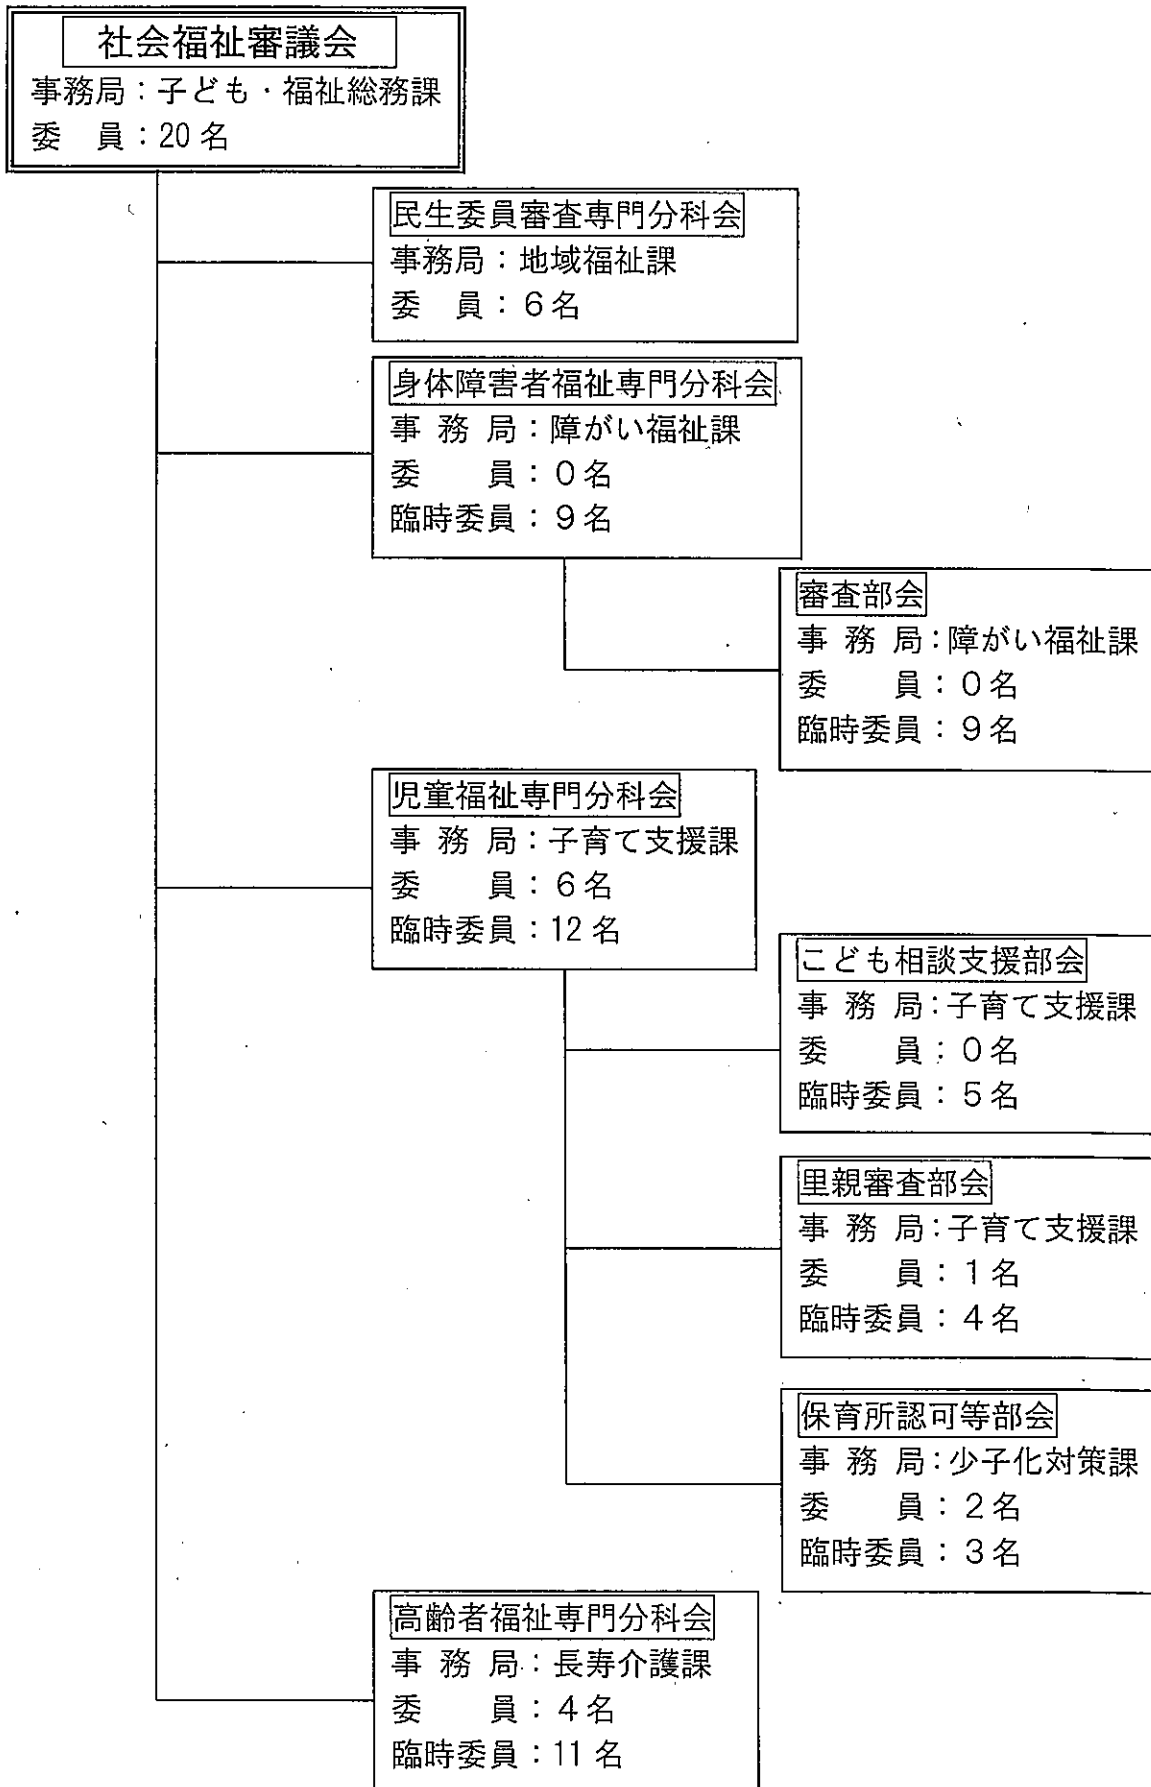 社会福祉審議会
事務局：子ども・福祉総務課
委　員：20名
民生委員審査専門分科会
事務局：地域福祉課
委　員：６名
身体障害者福祉専門分科会
事 務 局：障がい福祉課
委　　員：０名
臨時委員：９名
審査部会
事 務 局：障がい福祉課
委　　員：０名
臨時委員：９名
児童福祉専門分科会
事 務 局：子育て支援課
委　　員：６名
臨時委員：12名
こども相談支援部会
事 務 局：子育て支援課
委　　員：０名
臨時委員：５名
里親審査部会
事 務 局：子育て支援課
委　　員：１名
臨時委員：４名
保育所認可等部会
事 務 局：少子化対策課
委　　員：２名
臨時委員：３名
高齢者福祉専門分科会
事 務 局：長寿介護課
委　　員：４名
臨時委員：11名